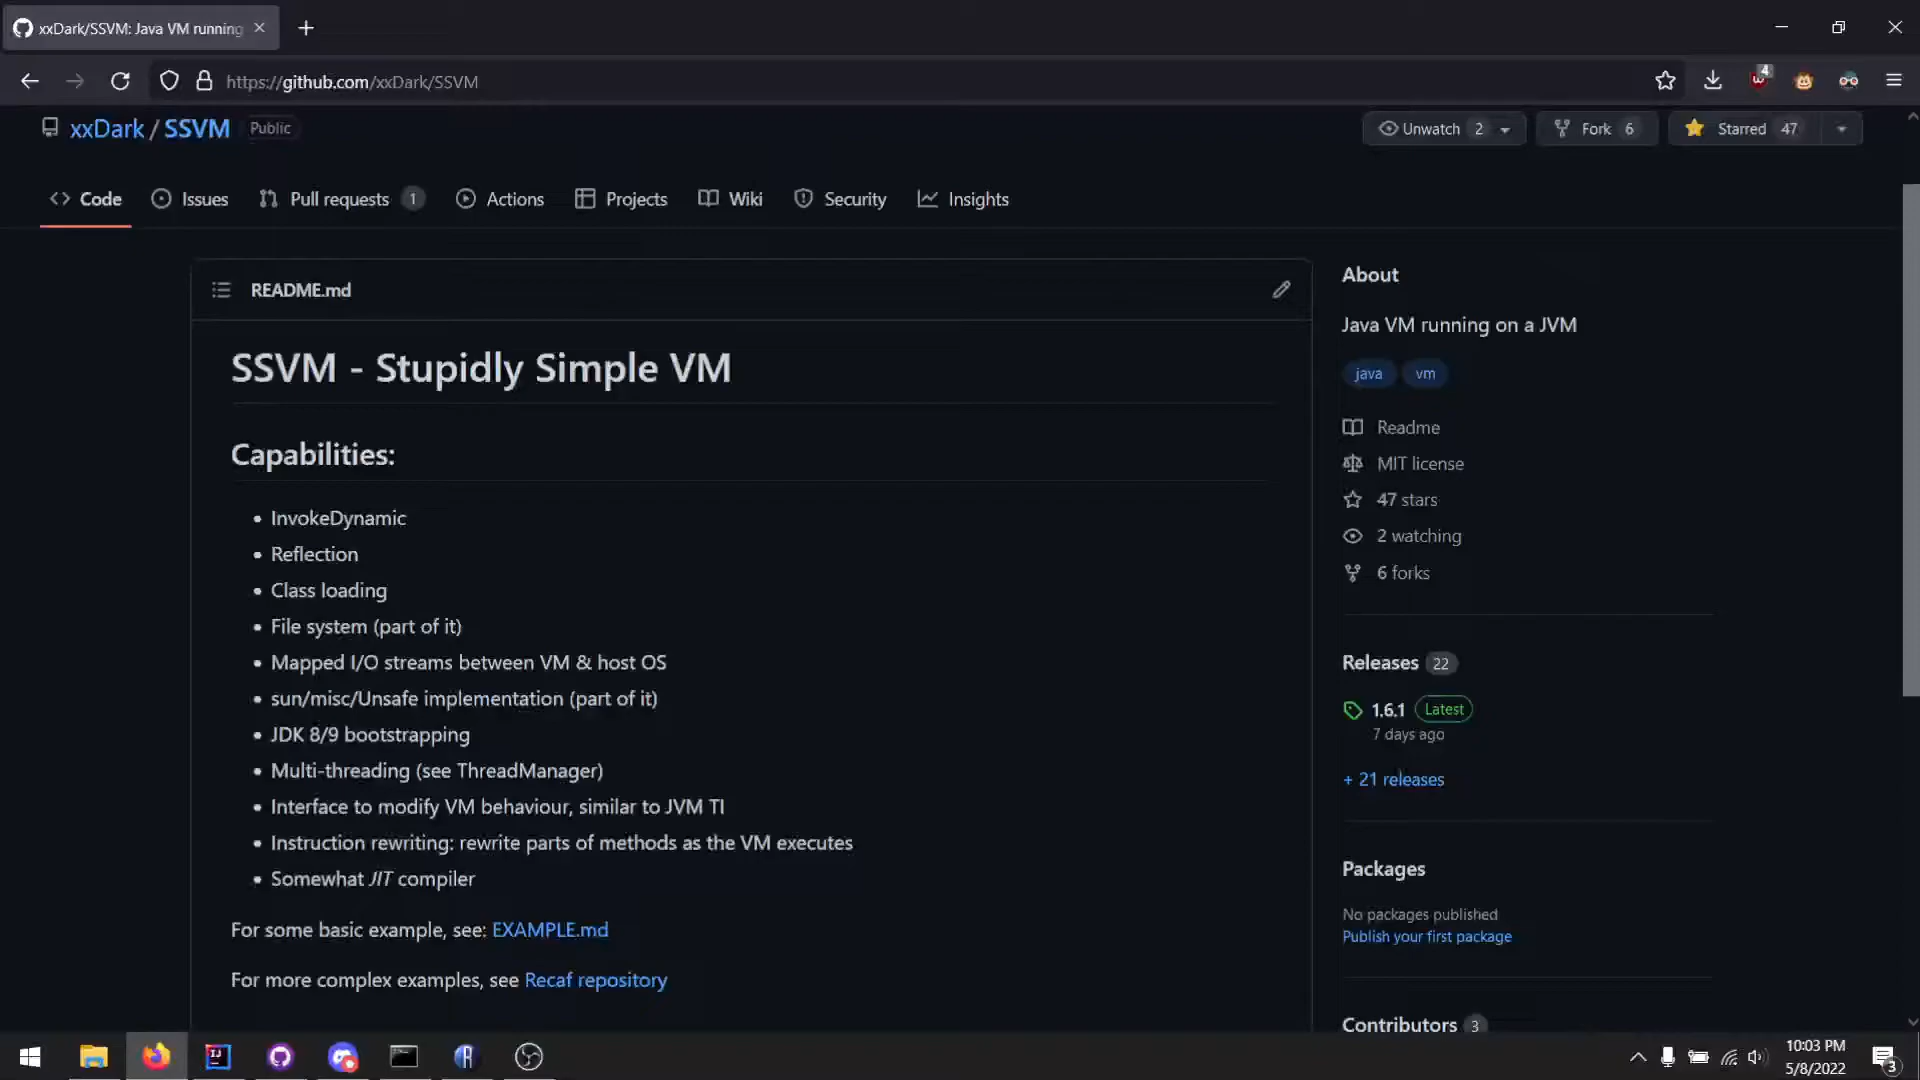 xxDark/SSVM: Java VM running
https://github.com/xxDark/SSVM
4
xxDark / SSVM Public
Unwatch 2 Fork 6 Starred 47
Code Issues Pull requests 1 Actions Projects Wiki Security Insights
README.md
SSVM - Stupidly Simple VM
Capabilities:
• InvokeDynamic
• Reflection
• Class loading
• File system (part of it)
• Mapped I/O streams between VM & host OS
• sun/misc/Unsafe implementation (part of it)
• JDK 8/9 bootstrapping
• Multi-threading (see ThreadManager)
• Interface to modify VM behaviour, similar to JVM TI
• Instruction rewriting: rewrite parts of methods as the VM executes
• Somewhat JIT compiler
For some basic example, see: EXAMPLE.md
For more complex examples, see Recaf repository
About
Java VM running on a JVM
java vm
Readme
MIT license
47 stars
2 watching
6 forks
Releases 22
1.6.1 Latest
7 days ago
+ 21 releases
Packages
No packages published
Publish your first package
Contributors 3
10:03 PM
5/8/2022
3